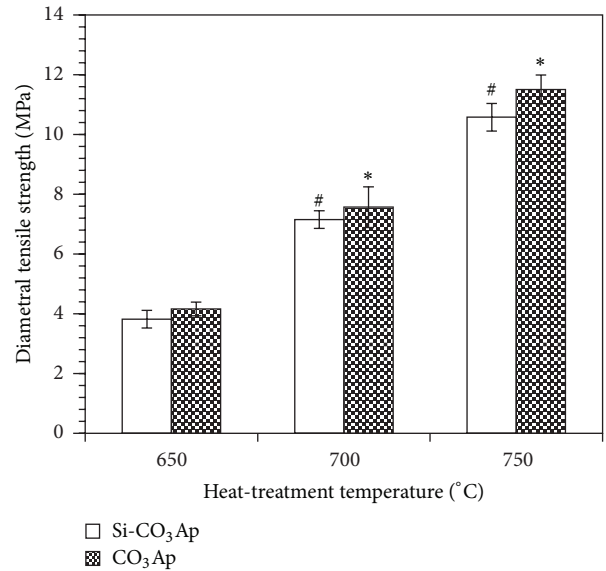 14
12
10
8
6
4
2
0
Diametral tensile strength (MPa)
#
*
#
*
650 700 750
Heat-treatment temperature (°C)
Si-CO₃Ap
CO₃Ap